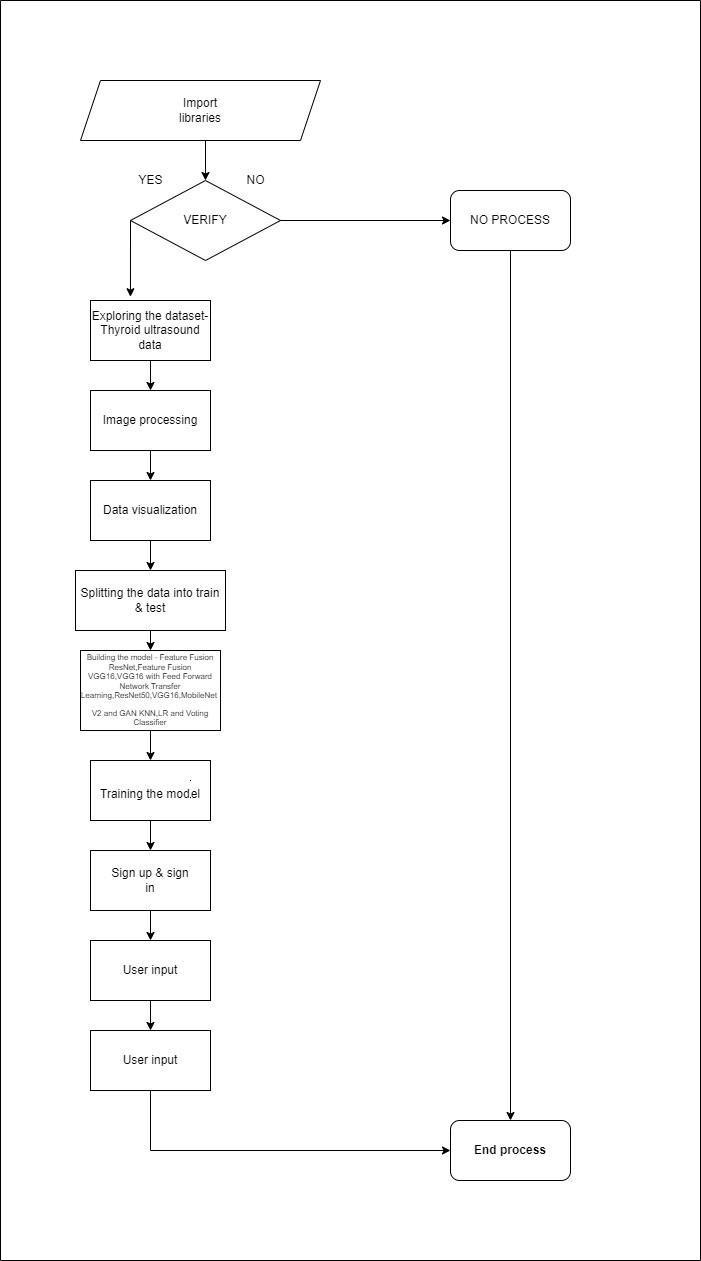 Import
libraries
YES
NO
VERIFY
NO PROCESS
Exploring the dataset-
Thyroid ultrasound
data
Image processing
Data visualization
Splitting the data into train
& test
Building the model - Feature Fusion
ResNet,Feature Fusion
VGG16,VGG16 with Feed Forward
Network Transfer
Learning,ResNet50,VGG16,MobileNet
V2 and GAN KNN,LR and Voting
Classifier
Training the model
Sign up & sign
in
User input
User input
End process